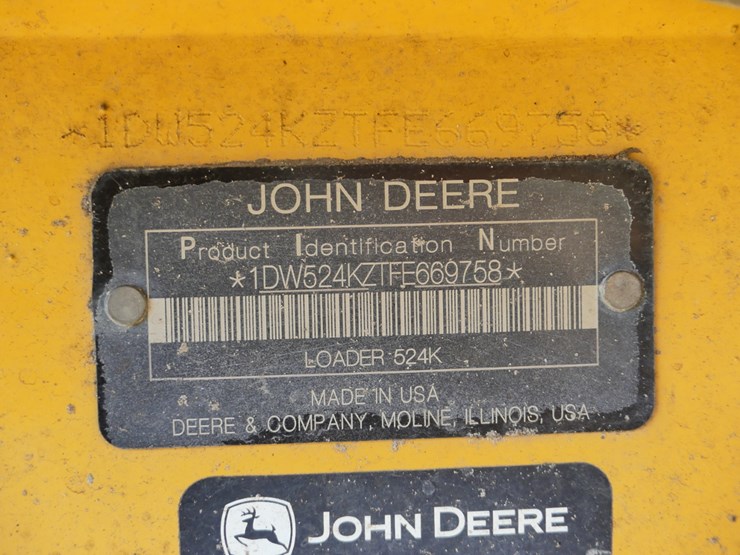 *1DW524KZTFE669758*
JOHN DEERE
Product Identification Number
*1DW524KZTFE669758*
LOADER 524K
MADE IN USA
DEERE & COMPANY, MOLINE, ILLINOIS, USA
JOHN DEERE